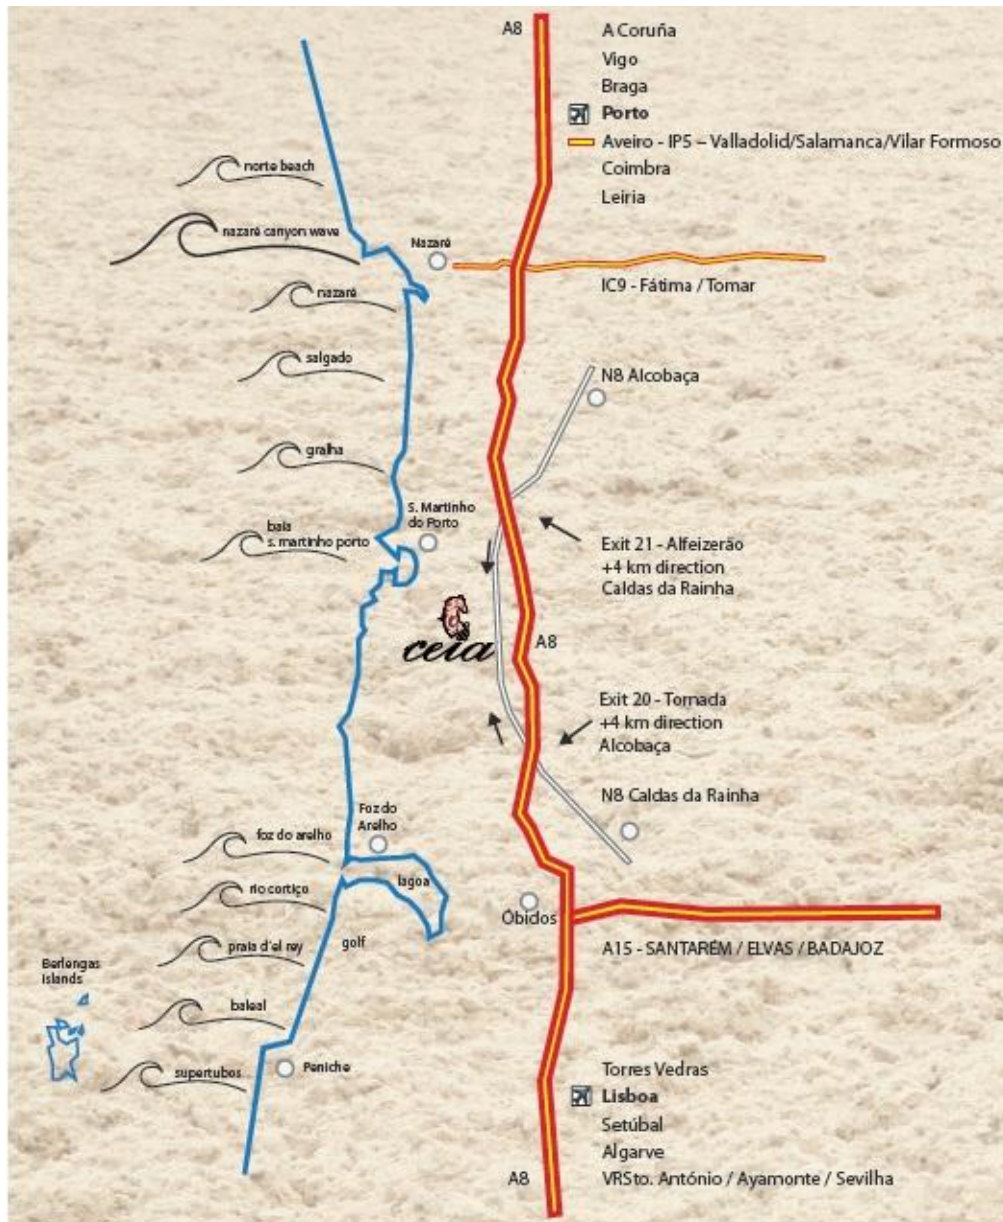 A8
A Coruña
Vigo
Braga
Porto
Aveiro - IP5 – Valladolid/Salamanca/Vilar Formoso
Coimbra
Leiria
norte beach
nazaré canyon wave
Nazaré
IC9 - Fátima / Tomar
nazaré
salgado
N8 Alcobaça
gralha
S. Martinho
do Porto
baía
s. martinho porto
Exit 21 - Alfeizerão
+4 km direction
Caldas da Rainha
ceia
A8
Exit 20 - Tornada
+4 km direction
Alcobaça
N8 Caldas da Rainha
Foz do
Arelho
foz do arelho
lagoa
rio cortiço
Óbidos
golf
praia d'el rey
A15 - SANTARÉM / ELVAS / BADAJOZ
Berlengas
Islands
baleal
Peniche
supertubos
Torres Vedras
Lisboa
Setúbal
Algarve
A8
VRSto. António / Ayamonte / Sevilha